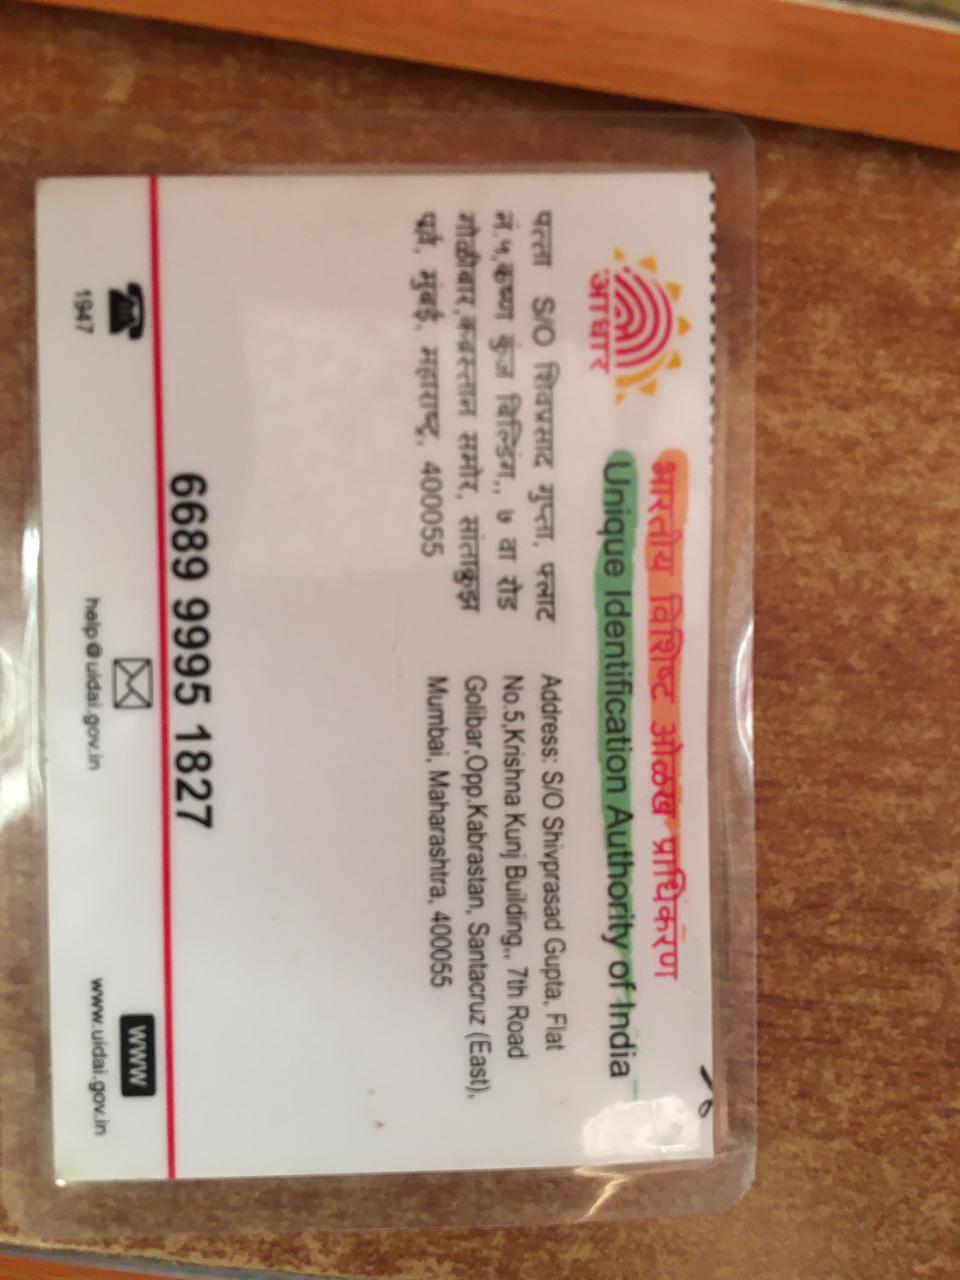 भारतीय विशिष्ट ओळख प्राधिकरण
Unique Identification Authority of India
आधार
पत्ता S/O शिवप्रसाद गुप्ता, फ्लाट
नं.५,कृष्ण कुंज बिल्डिंग,, ७ वा रोड
गोळीबार,कब्रस्तान समोर, सांताक्रुझ
पूर्व, मुंबई, महाराष्ट्र, 400055
Address: S/O Shivprasad Gupta, Flat
No.5,Krishna Kunj Building,, 7th Road
Golibar,Opp.Kabrastan, Santacruz (East),
Mumbai, Maharashtra, 400055
6689 9995 1827
1947
help@uidai.gov.in
www
www.uidai.gov.in